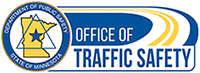 DEPARTMENT OF PUBLIC SAFETY
STATE OF MINNESOTA
OFFICE OF
TRAFFIC SAFETY